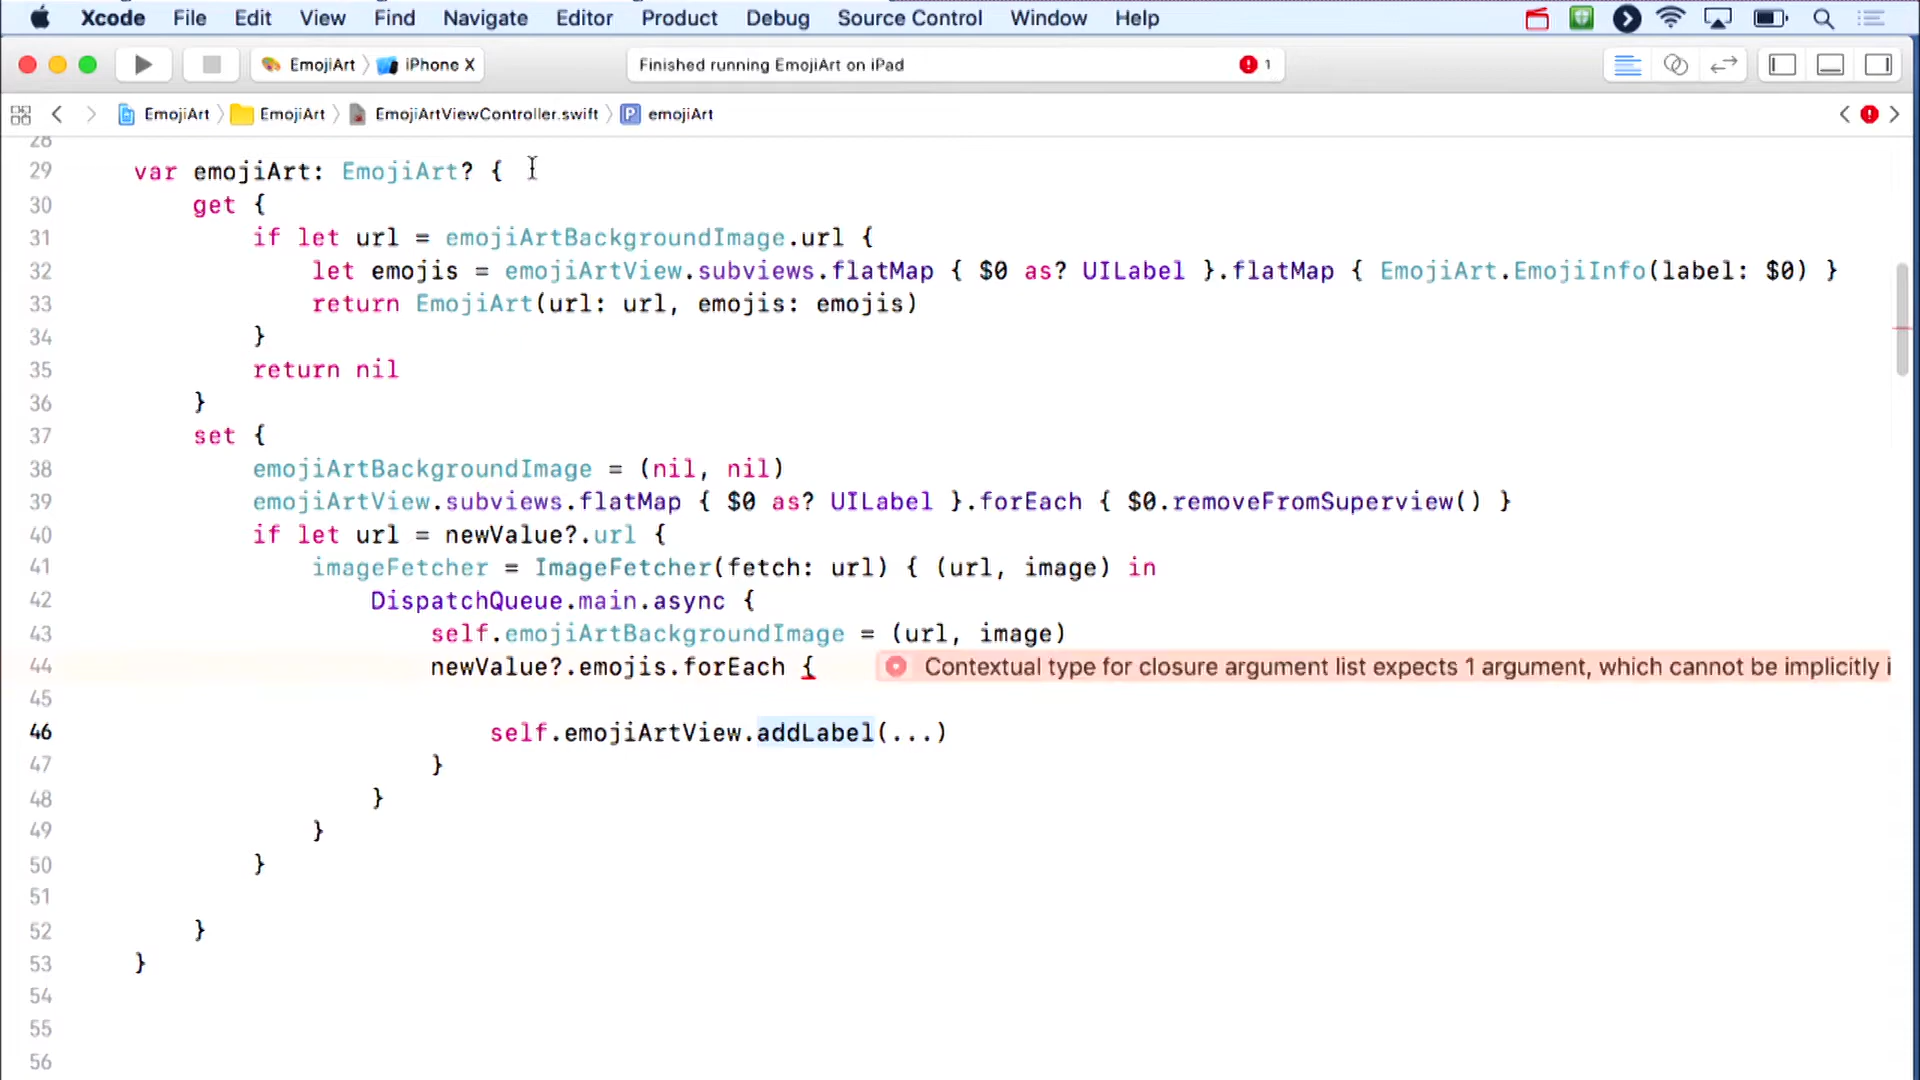 Xcode File Edit View Find Navigate Editor Product Debug Source Control Window Help
EmojiArt iPhone X Finished running EmojiArt on iPad 1
EmojiArt EmojiArt EmojiArtViewController.swift P emojiArt
28
29 var emojiArt: EmojiArt? {
30 get {
31 if let url = emojiArtBackgroundImage.url {
32 let emojis = emojiArtView.subviews.flatMap { $0 as? UILabel }.flatMap { EmojiArt.EmojiInfo(label: $0) }
33 return EmojiArt(url: url, emojis: emojis)
34 }
35 return nil
36 }
37 set {
38 emojiArtBackgroundImage = (nil, nil)
39 emojiArtView.subviews.flatMap { $0 as? UILabel }.forEach { $0.removeFromSuperview() }
40 if let url = newValue?.url {
41 imageFetcher = ImageFetcher(fetch: url) { (url, image) in
42 DispatchQueue.main.async {
43 self.emojiArtBackgroundImage = (url, image)
44 newValue?.emojis.forEach { Contextual type for closure argument list expects 1 argument, which cannot be implicitly i
45
46 self.emojiArtView.addLabel(...)
47 }
48 }
49 }
50 }
51
52 }
53 }
54
55
56